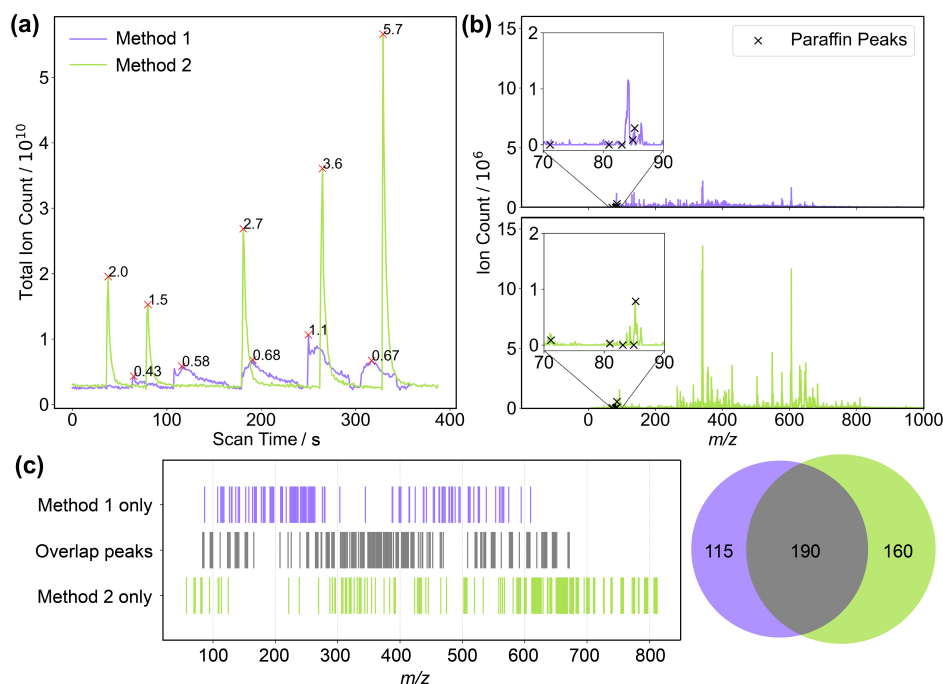 (a)
Method 1
Method 2
Total Ion Count / 10¹⁰
5
4
3
2
1
0
2.0
1.5
2.7
3.6
5.7
0.43
0.58
0.68
1.1
0.67
0 100 200 300 400
Scan Time / s
(b)
Ion Count / 10⁶
15
10
5
0
Paraffin Peaks
2
1
0
70 80 90
15
10
5
0
2
1
0
70 80 90
0 200 400 600 800 1000
m/z
(c)
Method 1 only
Overlap peaks
Method 2 only
100 200 300 400 500 600 700 800
m/z
115 190 160